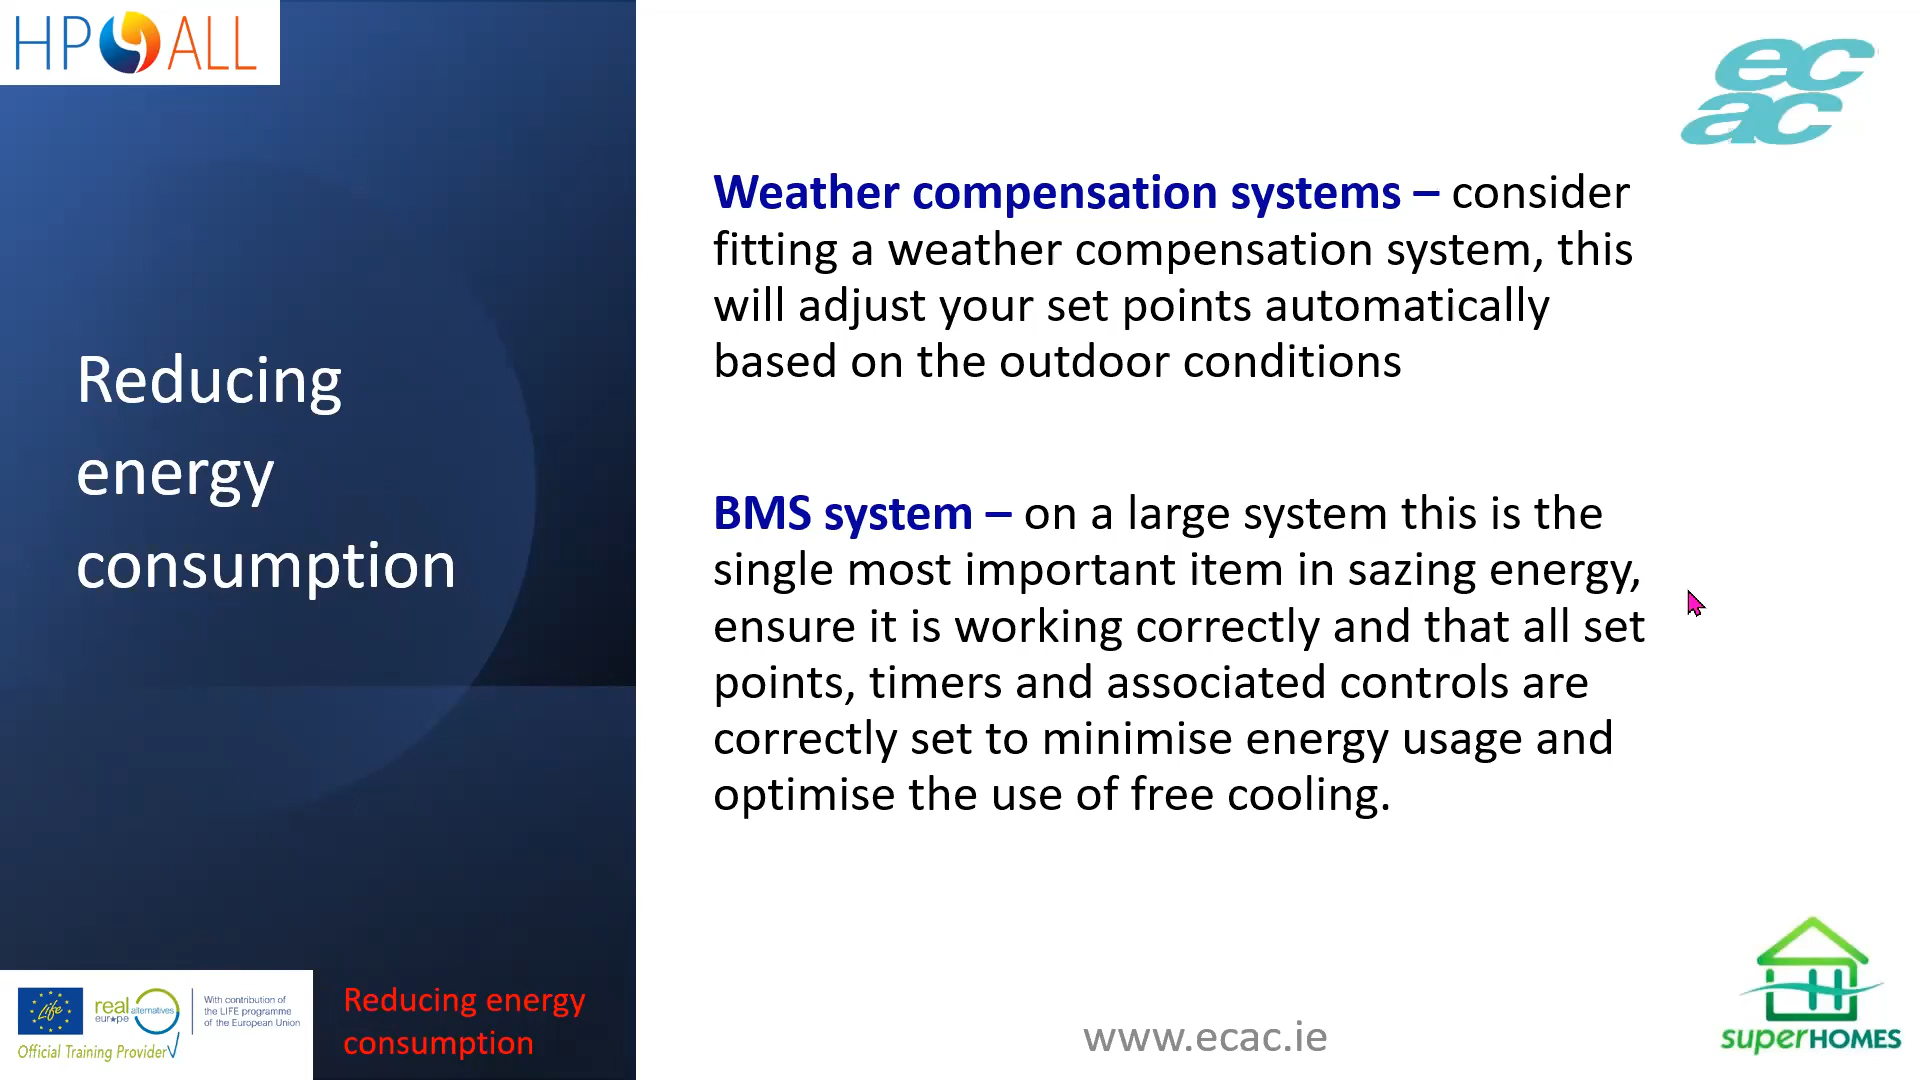 HP4ALL
ec
ac
Weather compensation systems – consider
fitting a weather compensation system, this
will adjust your set points automatically
based on the outdoor conditions
Reducing
energy
consumption
BMS system – on a large system this is the
single most important item in sazing energy,
ensure it is working correctly and that all set
points, timers and associated controls are
correctly set to minimise energy usage and
optimise the use of free cooling.
Life
real alternatives
europe
Official Training Provider
With contribution of
the LIFE programme
of the European Union
Reducing energy
consumption
www.ecac.ie
superHOMES